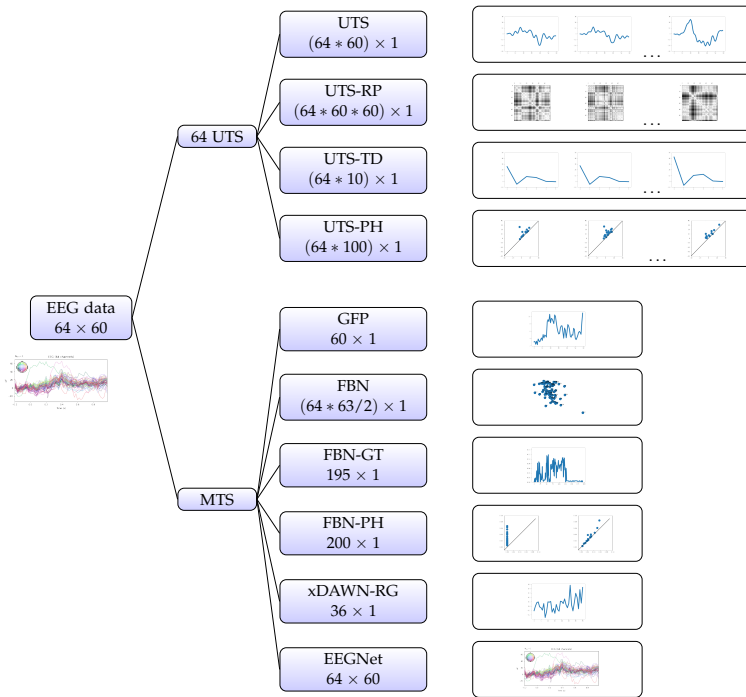 UTS
(64 ∗ 60) × 1
UTS-RP
(64 ∗ 60 ∗ 60) × 1
64 UTS
UTS-TD
(64 ∗ 10) × 1
UTS-PH
(64 ∗ 100) × 1
...
...
...
...
EEG data
64 × 60
GFP
60 × 1
FBN
(64 ∗ 63/2) × 1
FBN-GT
195 × 1
MTS
FBN-PH
200 × 1
xDAWN-RG
36 × 1
EEGNet
64 × 60